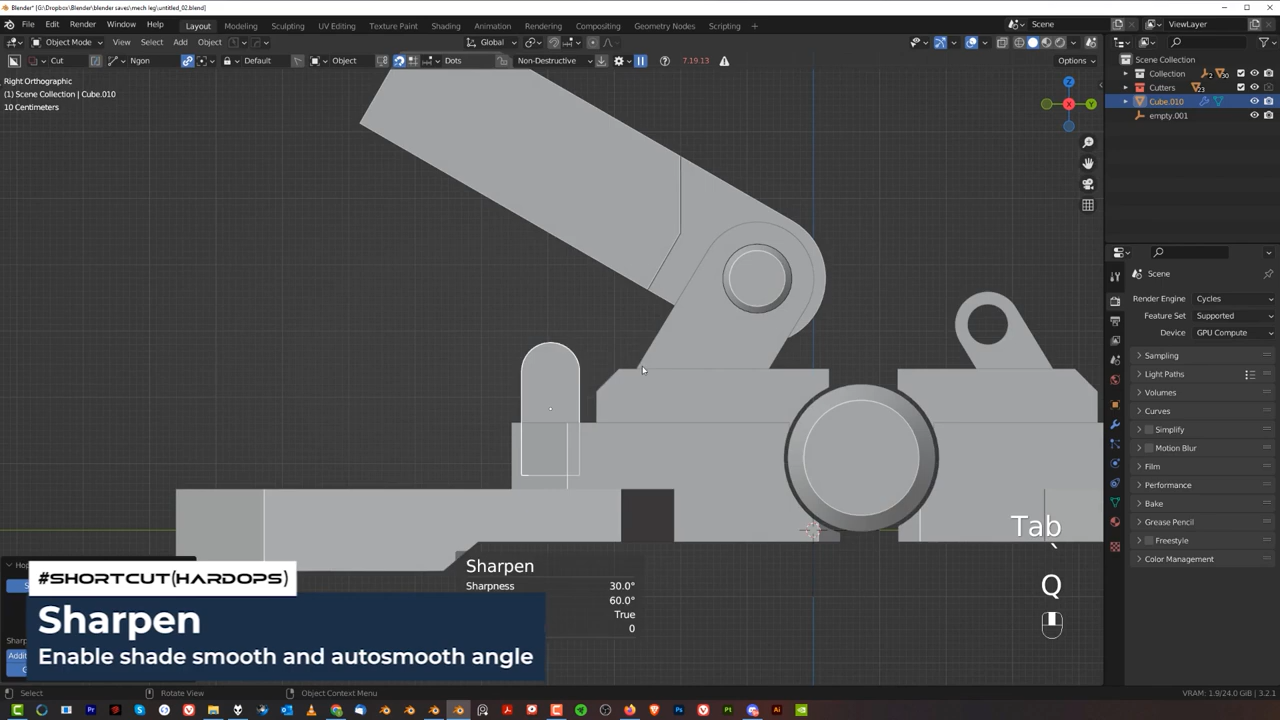 Blender* [G:\Dropbox\Blender\blender saves\mech leg\untitled_02.blend]
File Edit Render Window Help Layout Modeling Sculpting UV Editing Texture Paint Shading Animation Rendering Compositing Geometry Nodes Scripting + Scene ViewLayer
Object Mode View Select Add Object Global
Cut Ngon Default Object Dots Non-Destructive 7.19.13 Options
Right Orthographic
(1) Scene Collection | Cube.010
10 Centimeters
Z
X
Y
Scene Collection
Collection 2 30
Cutters 23
Cube.010
empty.001
Scene
Render Engine Cycles
Feature Set Supported
Device GPU Compute
Sampling
Light Paths
Volumes
Curves
Simplify
Motion Blur
Film
Performance
Bake
Freestyle
Grease Pencil
Color Management
Tab
`
Q
Sharpen
Sharpness 30.0°
60.0°
True
0
#SHORTCUT(HARDOPS)
Sharpen
Enable shade smooth and autosmooth angle
Select Rotate View Object Context Menu VRAM: 1.9/24.0 GiB | 3.2.1